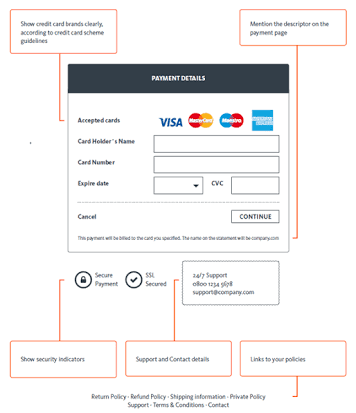 Show credit card brands clearly,
according to credit card scheme
guidelines
Mention the descriptor on the
payment page
PAYMENT DETAILS
Accepted cards
VISA MasterCard Maestro AMERICAN EXPRESS
Card Holder´s Name
Card Number
Expire date CVC
Cancel CONTINUE
This payment will be billed to the card you specified. The name on the statement will be company.com
Secure
Payment
SSL
Secured
24/7 Support
0800 1234 5678
support@company.com
Show security indicators
Support and Contact details
Links to your policies
Return Policy · Refund Policy · Shipping information · Private Policy
Support · Terms & Conditions · Contact